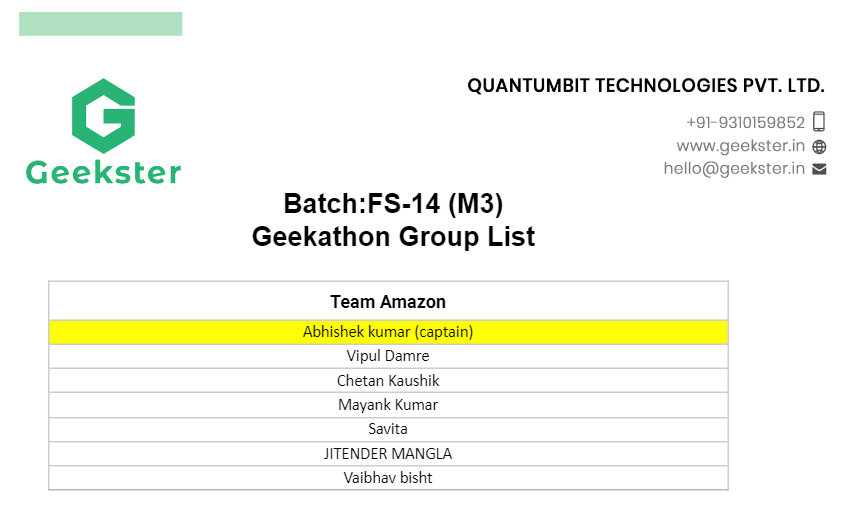 QUANTUMBIT TECHNOLOGIES PVT. LTD.
+91-9310159852
www.geekster.in
hello@geekster.in
Geekster
Batch:FS-14 (M3)
Geekathon Group List
Team Amazon
Abhishek kumar (captain)
Vipul Damre
Chetan Kaushik
Mayank Kumar
Savita
JITENDER MANGLA
Vaibhav bisht